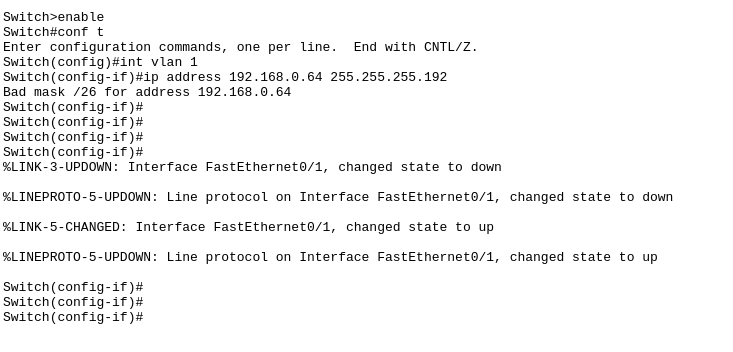 Switch>enable
Switch#conf t
Enter configuration commands, one per line.  End with CNTL/Z.
Switch(config)#int vlan 1
Switch(config-if)#ip address 192.168.0.64 255.255.255.192
Bad mask /26 for address 192.168.0.64
Switch(config-if)#
Switch(config-if)#
Switch(config-if)#
Switch(config-if)#
%LINK-3-UPDOWN: Interface FastEthernet0/1, changed state to down
%LINEPROTO-5-UPDOWN: Line protocol on Interface FastEthernet0/1, changed state to down
%LINK-5-CHANGED: Interface FastEthernet0/1, changed state to up
%LINEPROTO-5-UPDOWN: Line protocol on Interface FastEthernet0/1, changed state to up
Switch(config-if)#
Switch(config-if)#
Switch(config-if)#